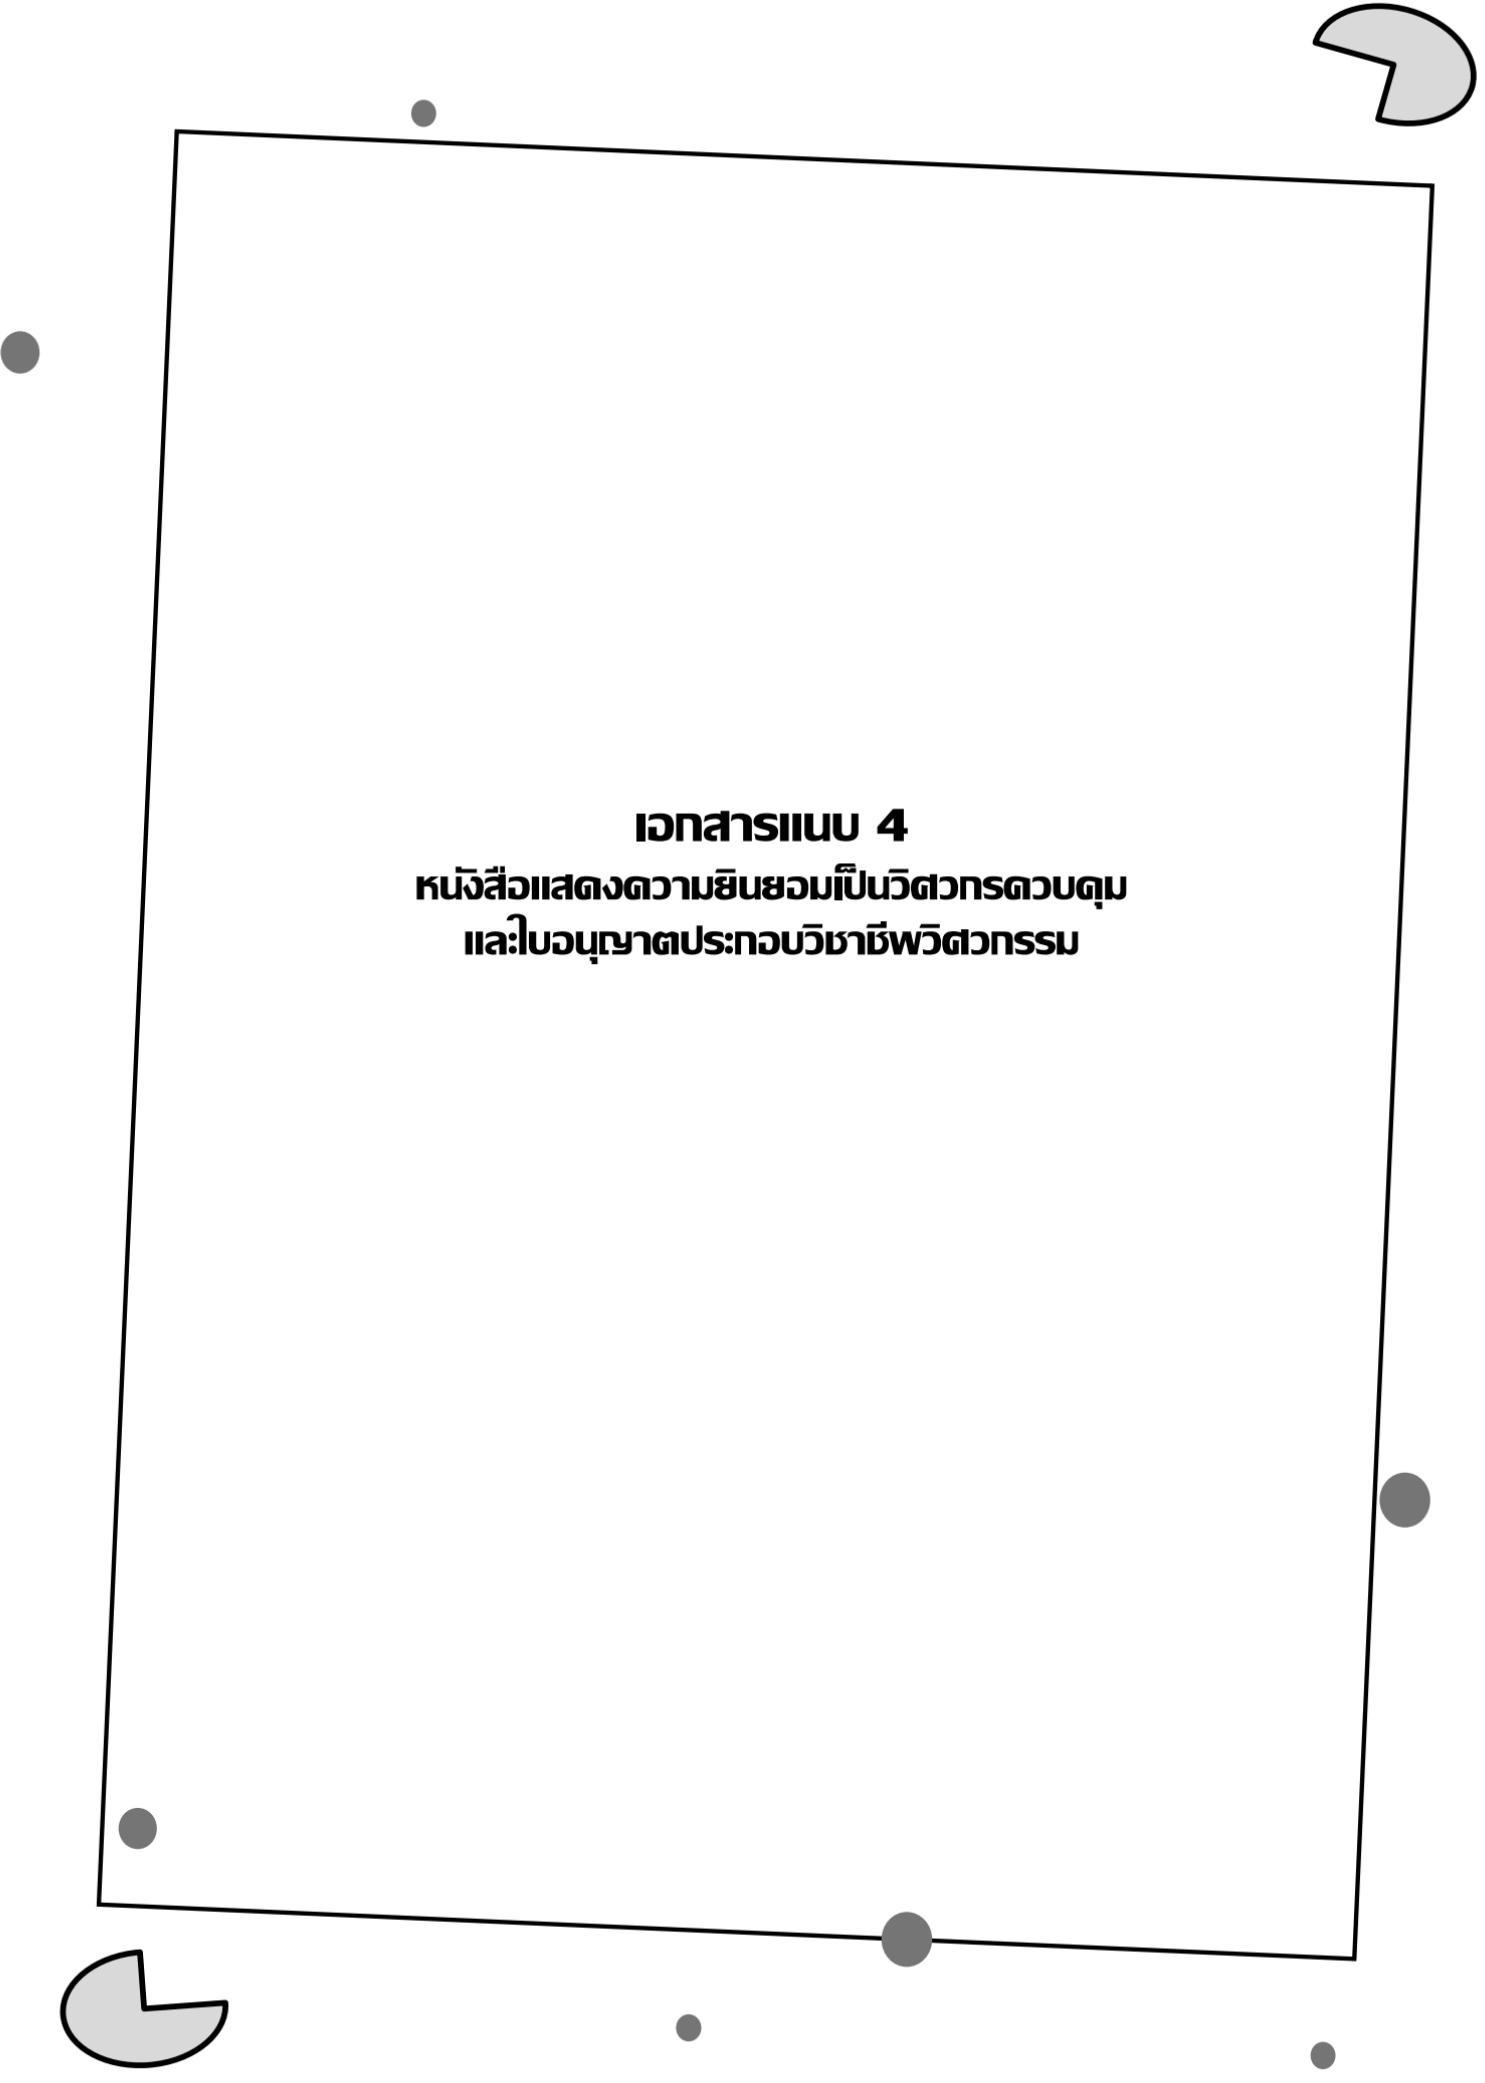 เอกสารแนบ 4
หนังสือแสดงความยินยอมเป็นวิศวกรควบคุม
และใบอนุญาตประกอบวิชาชีพวิศวกรรม